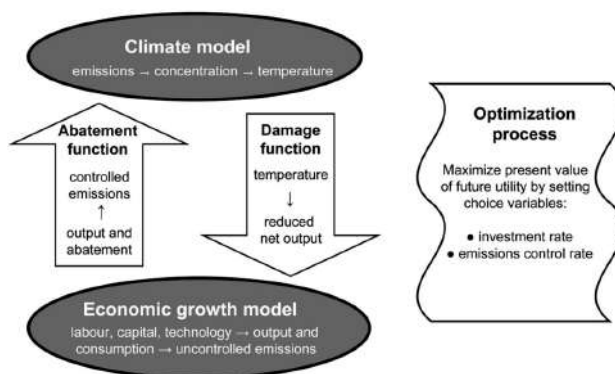 Climate model
emissions → concentration → temperature
Abatement
function
controlled
emissions
↑
output and
abatement
Damage
function
temperature
↓
reduced
net output
Economic growth model
labour, capital, technology → output and
consumption → uncontrolled emissions
Optimization
process
Maximize present value
of future utility by setting
choice variables:
● investment rate
● emissions control rate